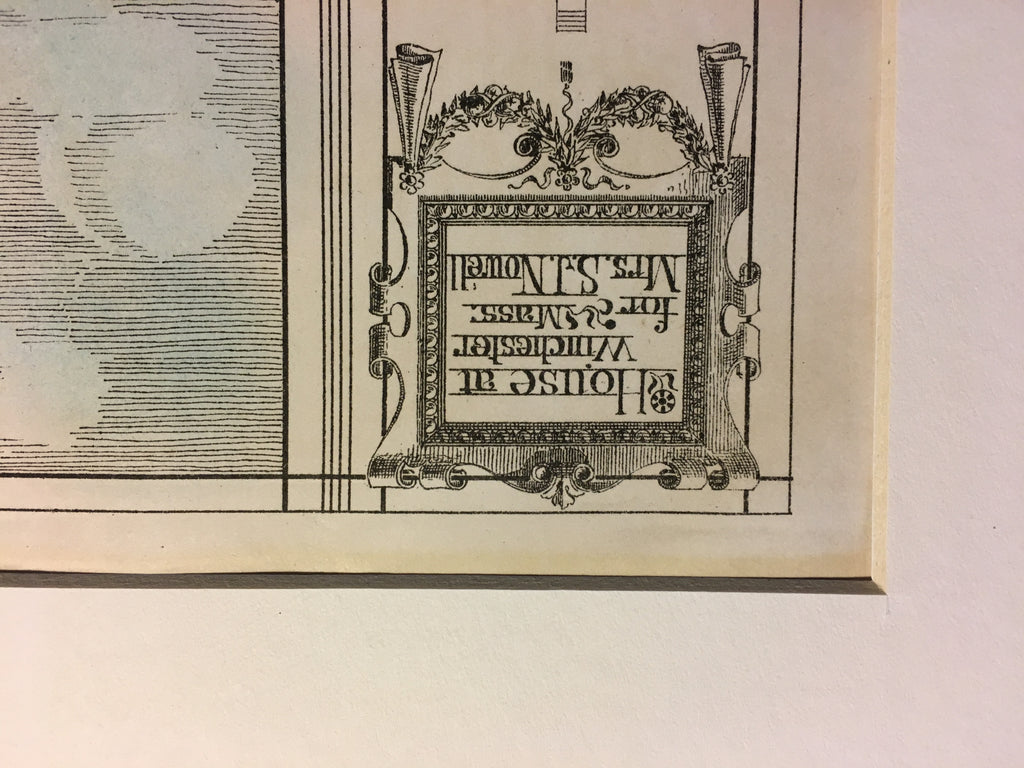 House at
Winchester
for & Mass.
Mrs. S. J. Nowell